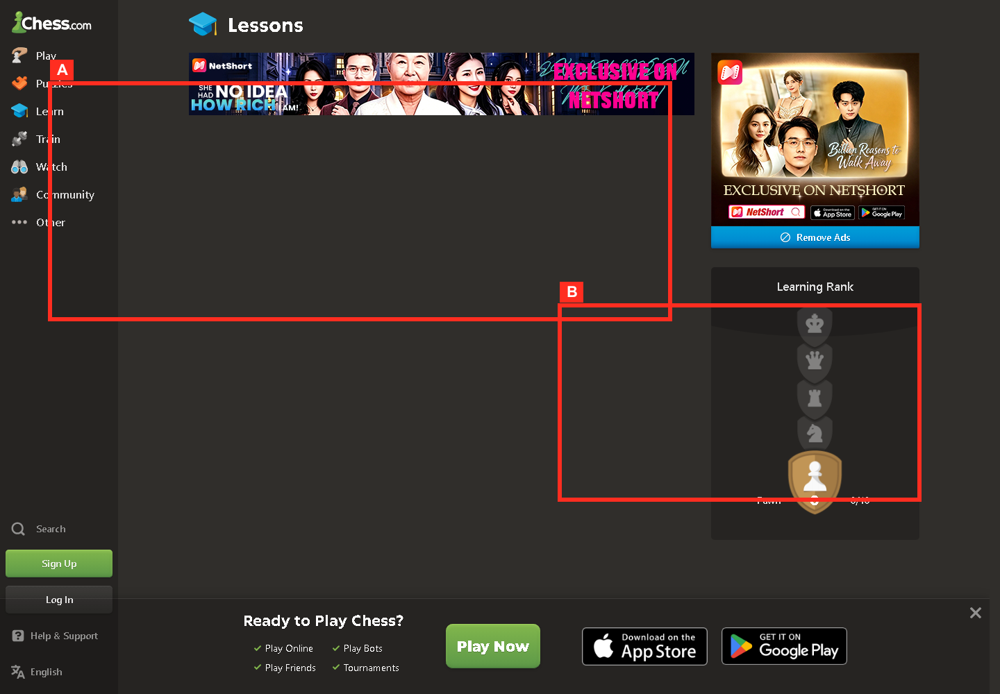 Chess.com
Play
Puzzles
Learn
Train
Watch
Community
Other
Search
Sign Up
Log In
Help & Support
English
Lessons
NetShort
SHE
HAD NO IDEA
HOW RICH I AM!
EXCLUSIVE ON
NETSHORT
Billion Reasons to
Walk Away
EXCLUSIVE ON NETSHORT
NetShort
Download on the
App Store
GET IT ON
Google Play
Remove Ads
Learning Rank
A
B
Pawn 0 0/10
Ready to Play Chess?
Play Online
Play Bots
Play Friends
Tournaments
Play Now
Download on the
App Store
GET IT ON
Google Play